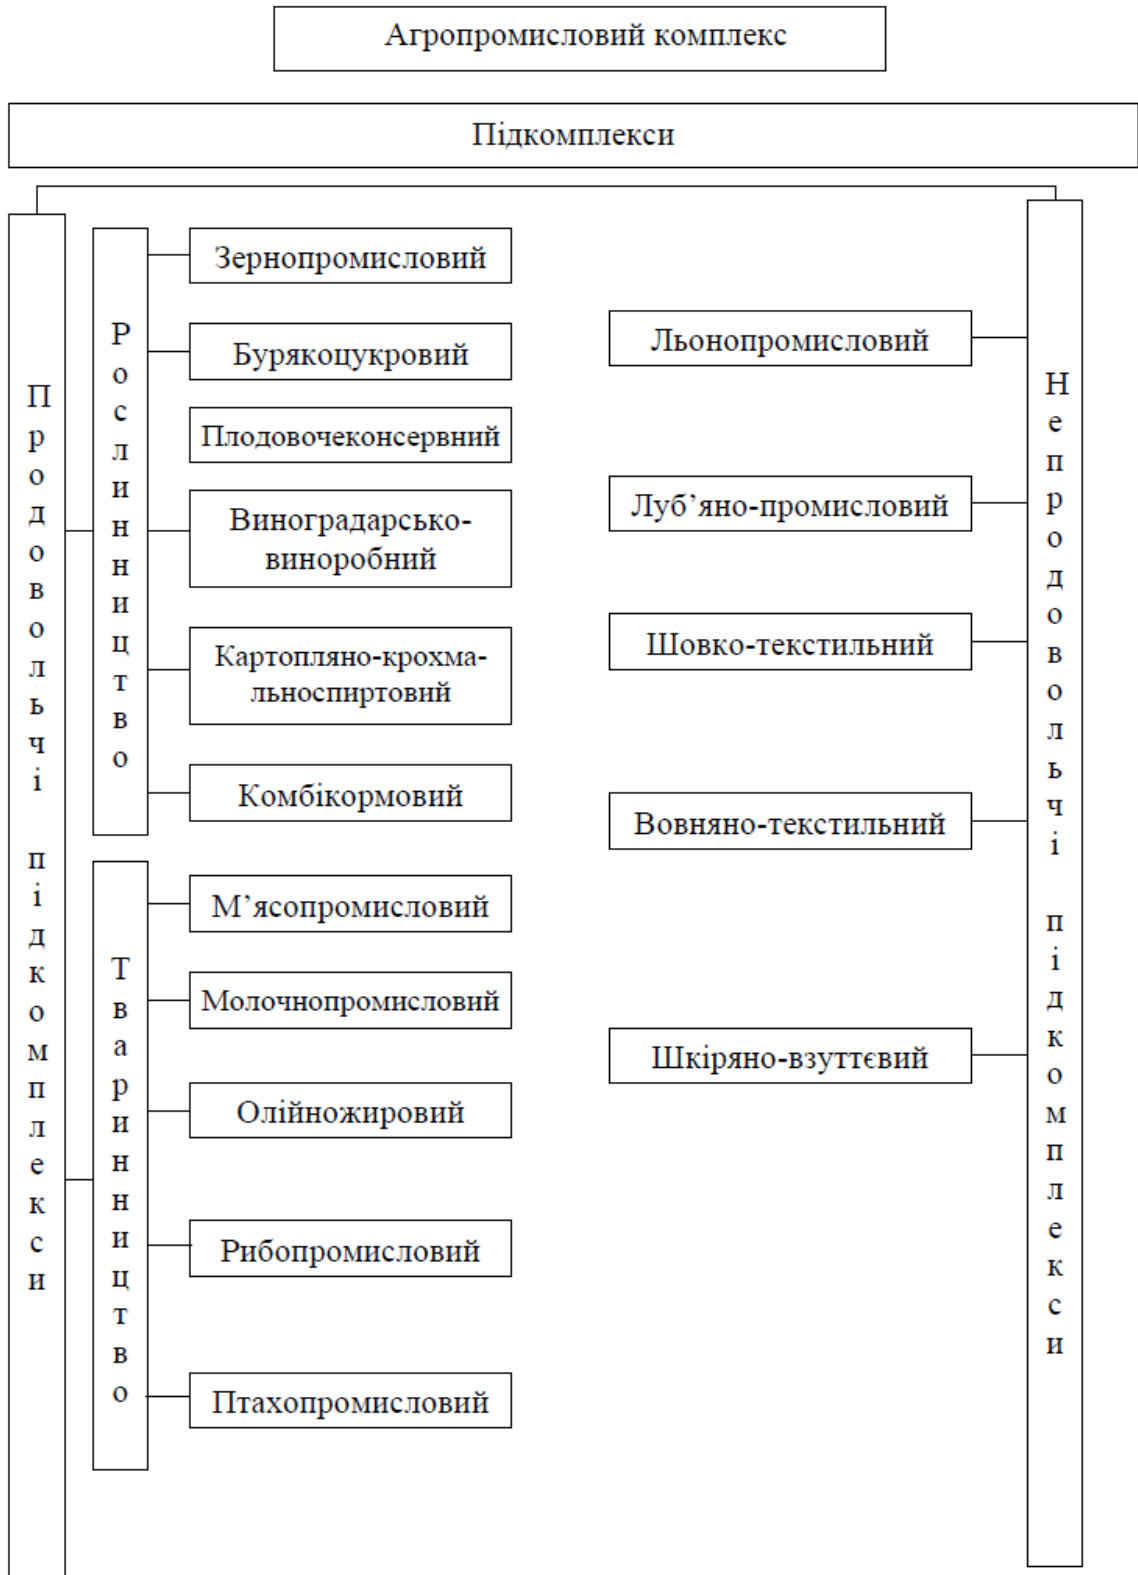 Агропромисловий комплекс
Підкомплекси
Продовольчі підкомплекси
Рослинництво
Зернопромисловий
Бурякоцукровий
Плодовочеконсервний
Виноградарсько-
виноробний
Картопляно-крохма-
льноспиртовий
Комбікормовий
Тваринництво
М’ясопромисловий
Молочнопромисловий
Олійножировий
Рибопромисловий
Птахопромисловий
Льонопромисловий
Луб’яно-промисловий
Шовко-текстильний
Вовняно-текстильний
Шкіряно-взуттєвий
Непродовольчі підкомплекси